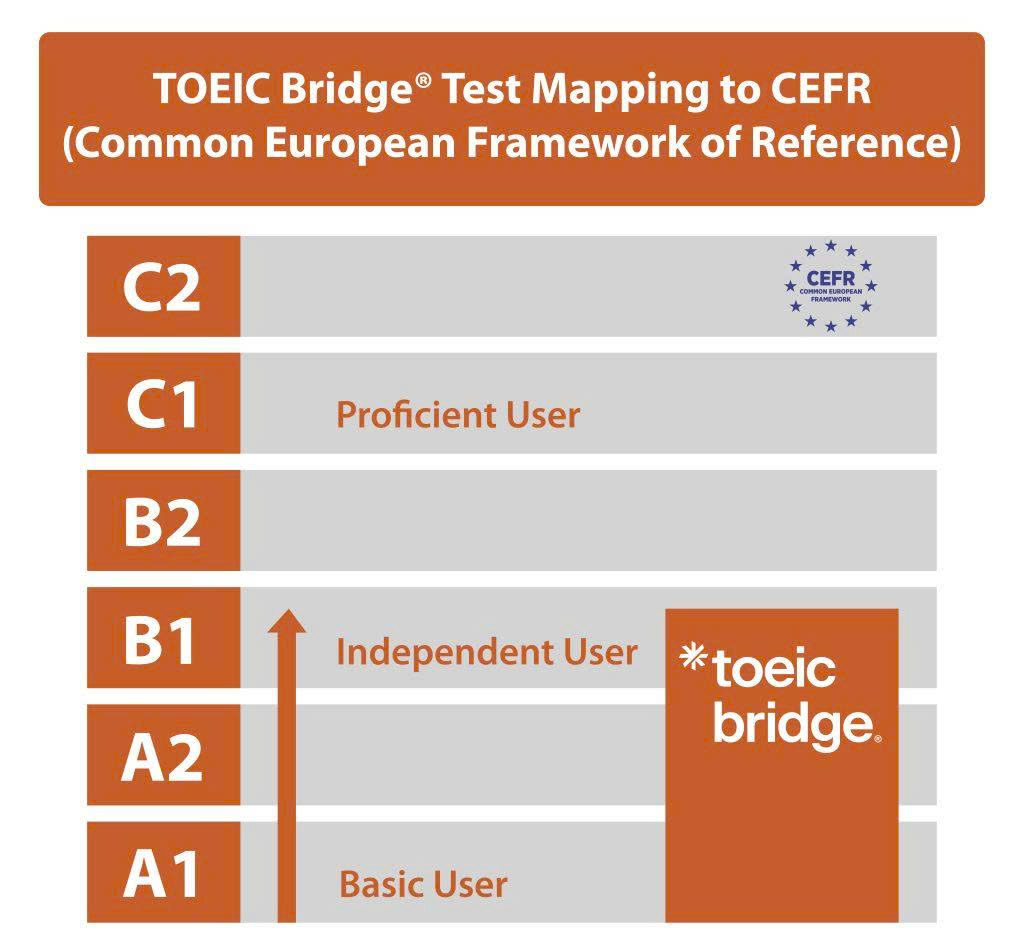 TOEIC Bridge® Test Mapping to CEFR
(Common European Framework of Reference)
C2
CEFR
COMMON EUROPEAN
FRAMEWORK
C1
Proficient User
B2
B1
Independent User
toeic
bridge®
A2
A1
Basic User